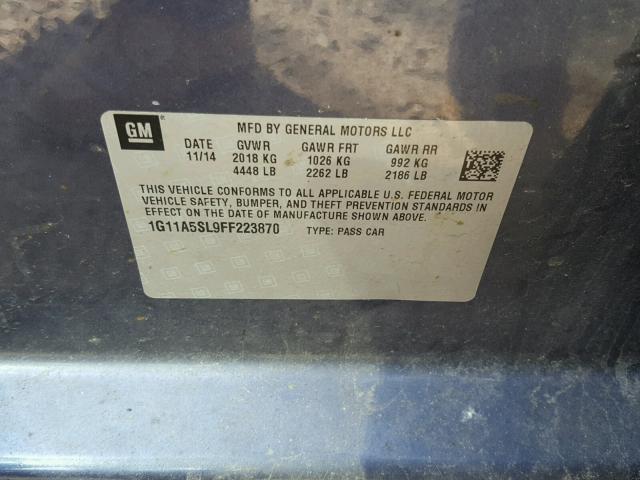 GM
MFD BY GENERAL MOTORS LLC
DATE GVWR GAWR FRT GAWR RR
11/14 2018 KG 1026 KG 992 KG
4448 LB 2262 LB 2186 LB
THIS VEHICLE CONFORMS TO ALL APPLICABLE U.S. FEDERAL MOTOR
VEHICLE SAFETY, BUMPER, AND THEFT PREVENTION STANDARDS IN
EFFECT ON THE DATE OF MANUFACTURE SHOWN ABOVE.
1G11A5SL9FF223870 TYPE: PASS CAR